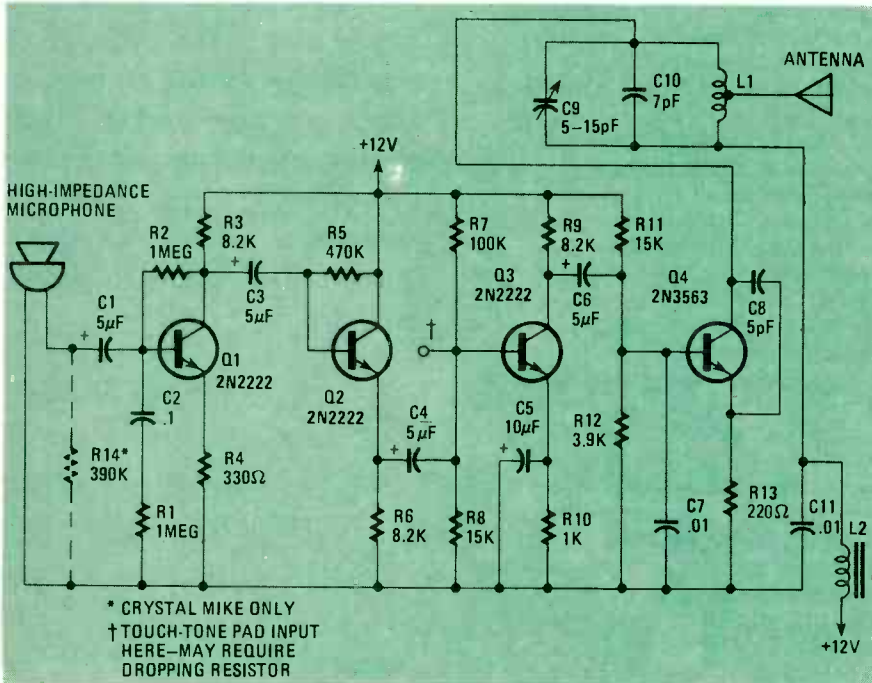 ANTENNA
L1
C10
7pF
C9
5–15pF
+12V
HIGH-IMPEDANCE
MICROPHONE
R2
1MEG
R3
8.2K
R5
470K
R7
100K
R9
8.2K
R11
15K
+
C1
5μF
+
C3
5μF
Q3
2N2222
+
C6
5μF
Q4
2N3563
C8
5pF
†
Q1
2N2222
Q2
2N2222
C2
.1
R14*
390K
R4
330Ω
R1
1MEG
+
C4
5μF
+
C5
10μF
R12
3.9K
R6
8.2K
R8
15K
R10
1K
C7
.01
R13
220Ω
C11
.01
L2
+12V
* CRYSTAL MIKE ONLY
† TOUCH-TONE PAD INPUT
HERE–MAY REQUIRE
DROPPING RESISTOR